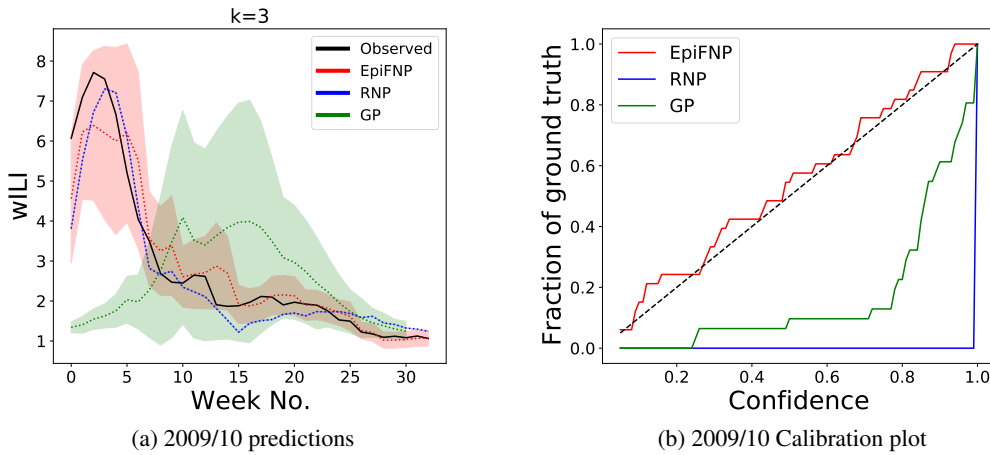 k=3
wILI
8
7
6
5
4
3
2
1
Observed
EpiFNP
RNP
GP
0 5 10 15 20 25 30
Week No.
(a) 2009/10 predictions
Fraction of ground truth
1.0
0.8
0.6
0.4
0.2
0.0
EpiFNP
RNP
GP
0.2 0.4 0.6 0.8 1.0
Confidence
(b) 2009/10 Calibration plot